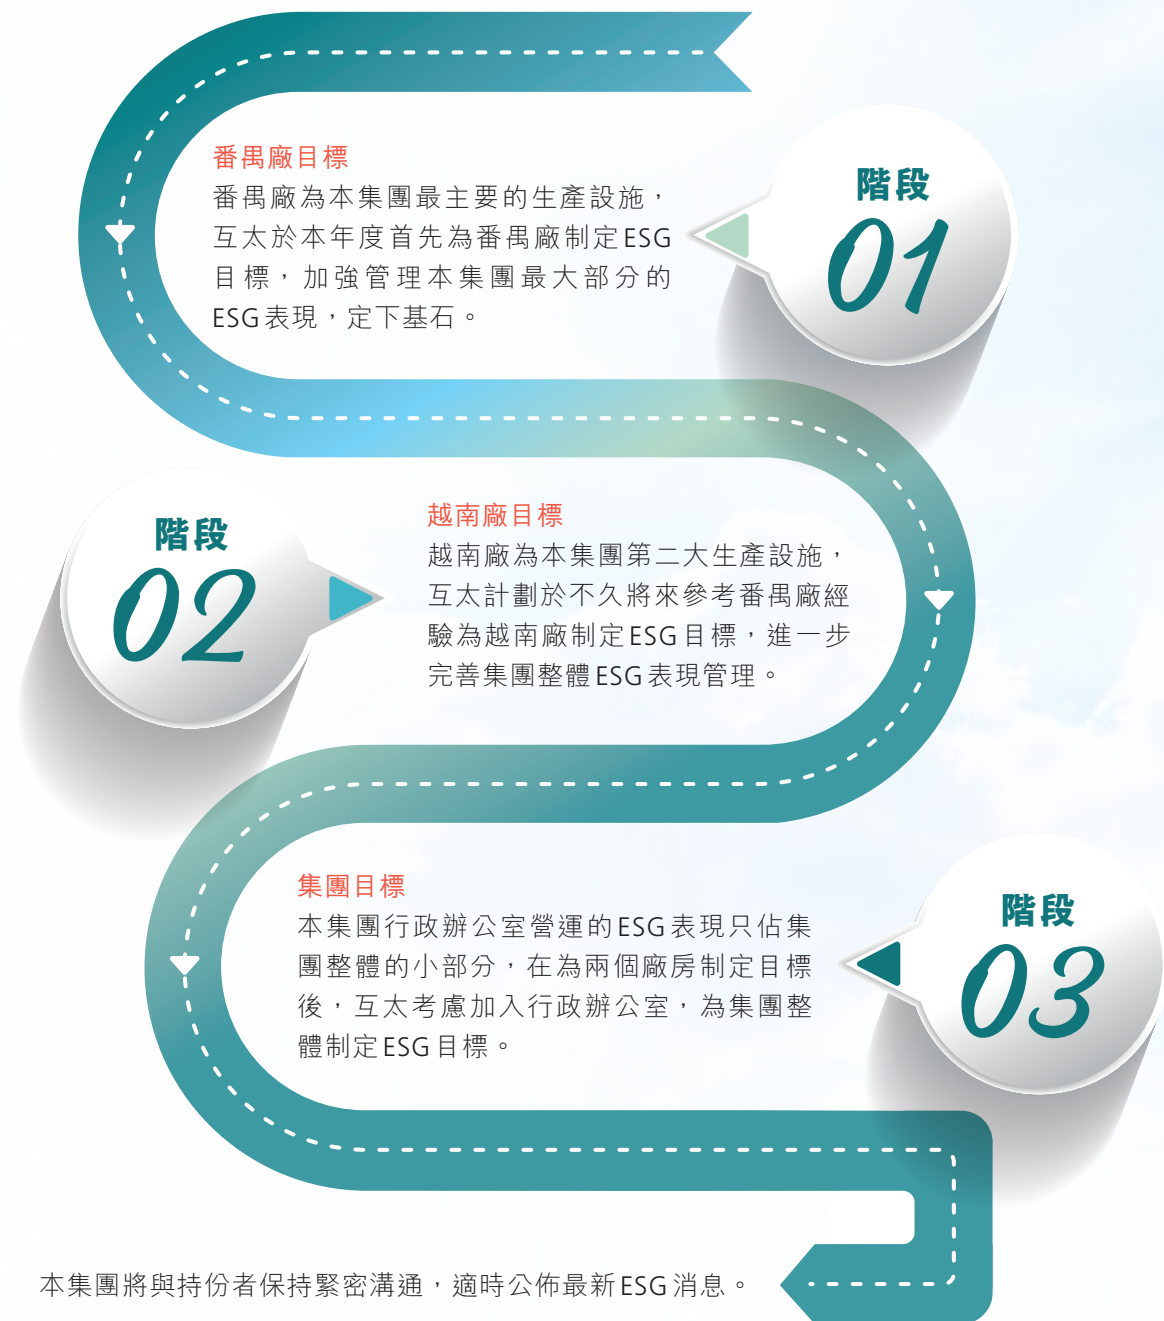 番禺廠目標
番禺廠為本集團最主要的生產設施，
互太於本年度首先為番禺廠制定ESG
目標，加強管理本集團最大部分的
ESG表現，定下基石。
階段
01
階段
02
越南廠目標
越南廠為本集團第二大生產設施，
互太計劃於不久將來參考番禺廠經
驗為越南廠制定ESG目標，進一步
完善集團整體ESG表現管理。
集團目標
本集團行政辦公室營運的ESG表現只佔集
團整體的小部分，在為兩個廠房制定目標
後，互太考慮加入行政辦公室，為集團整
體制定ESG目標。
階段
03
本集團將與持份者保持緊密溝通，適時公佈最新ESG消息。